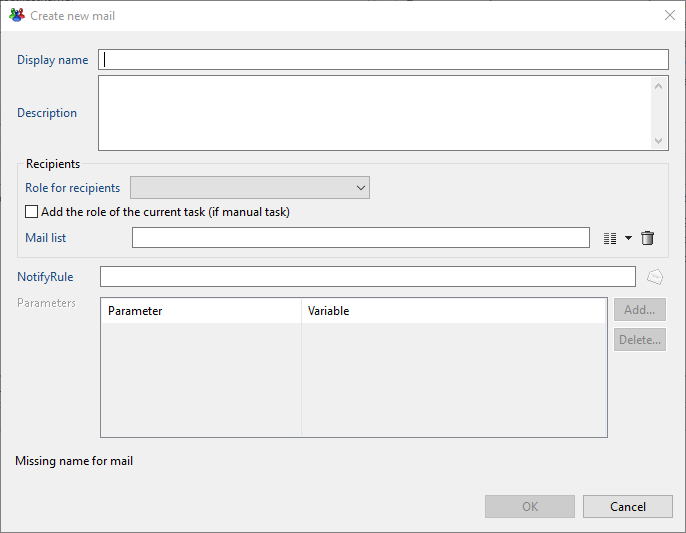 Create new mail
Display name
Description
Recipients
Role for recipients
Add the role of the current task (if manual task)
Mail list
NotifyRule
Parameters
Parameter Variable
Add...
Delete...
Missing name for mail
OK Cancel